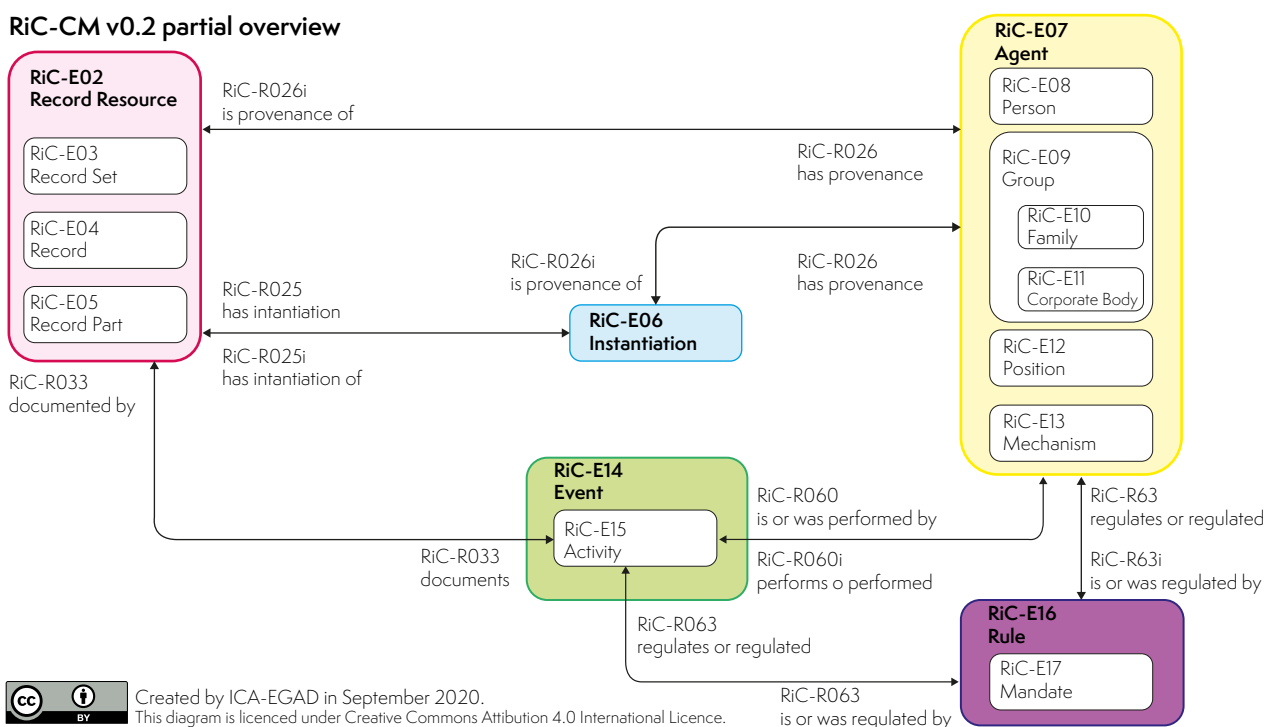 RiC-CM v0.2 partial overview
RiC-E02
Record Resource
RiC-E03
Record Set
RiC-E04
Record
RiC-E05
Record Part
RiC-R026i
is provenance of
RiC-R026
has provenance
RiC-R026i
is provenance of
RiC-R026
has provenance
RiC-R025
has intantiation
RiC-R025i
has intantiation of
RiC-E06
Instantiation
RiC-E07
Agent
RiC-E08
Person
RiC-E09
Group
RiC-E10
Family
RiC-E11
Corporate Body
RiC-E12
Position
RiC-E13
Mechanism
RiC-R033
documented by
RiC-R033
documents
RiC-E14
Event
RiC-E15
Activity
RiC-R060
is or was performed by
RiC-R060i
performs o performed
RiC-R63
regulates or regulated
RiC-R63i
is or was regulated by
RiC-R063
regulates or regulated
RiC-R063
is or was regulated by
RiC-E16
Rule
RiC-E17
Mandate
cc
BY
Created by ICA-EGAD in September 2020.
This diagram is licenced under Creative Commons Attibution 4.0 International Licence.